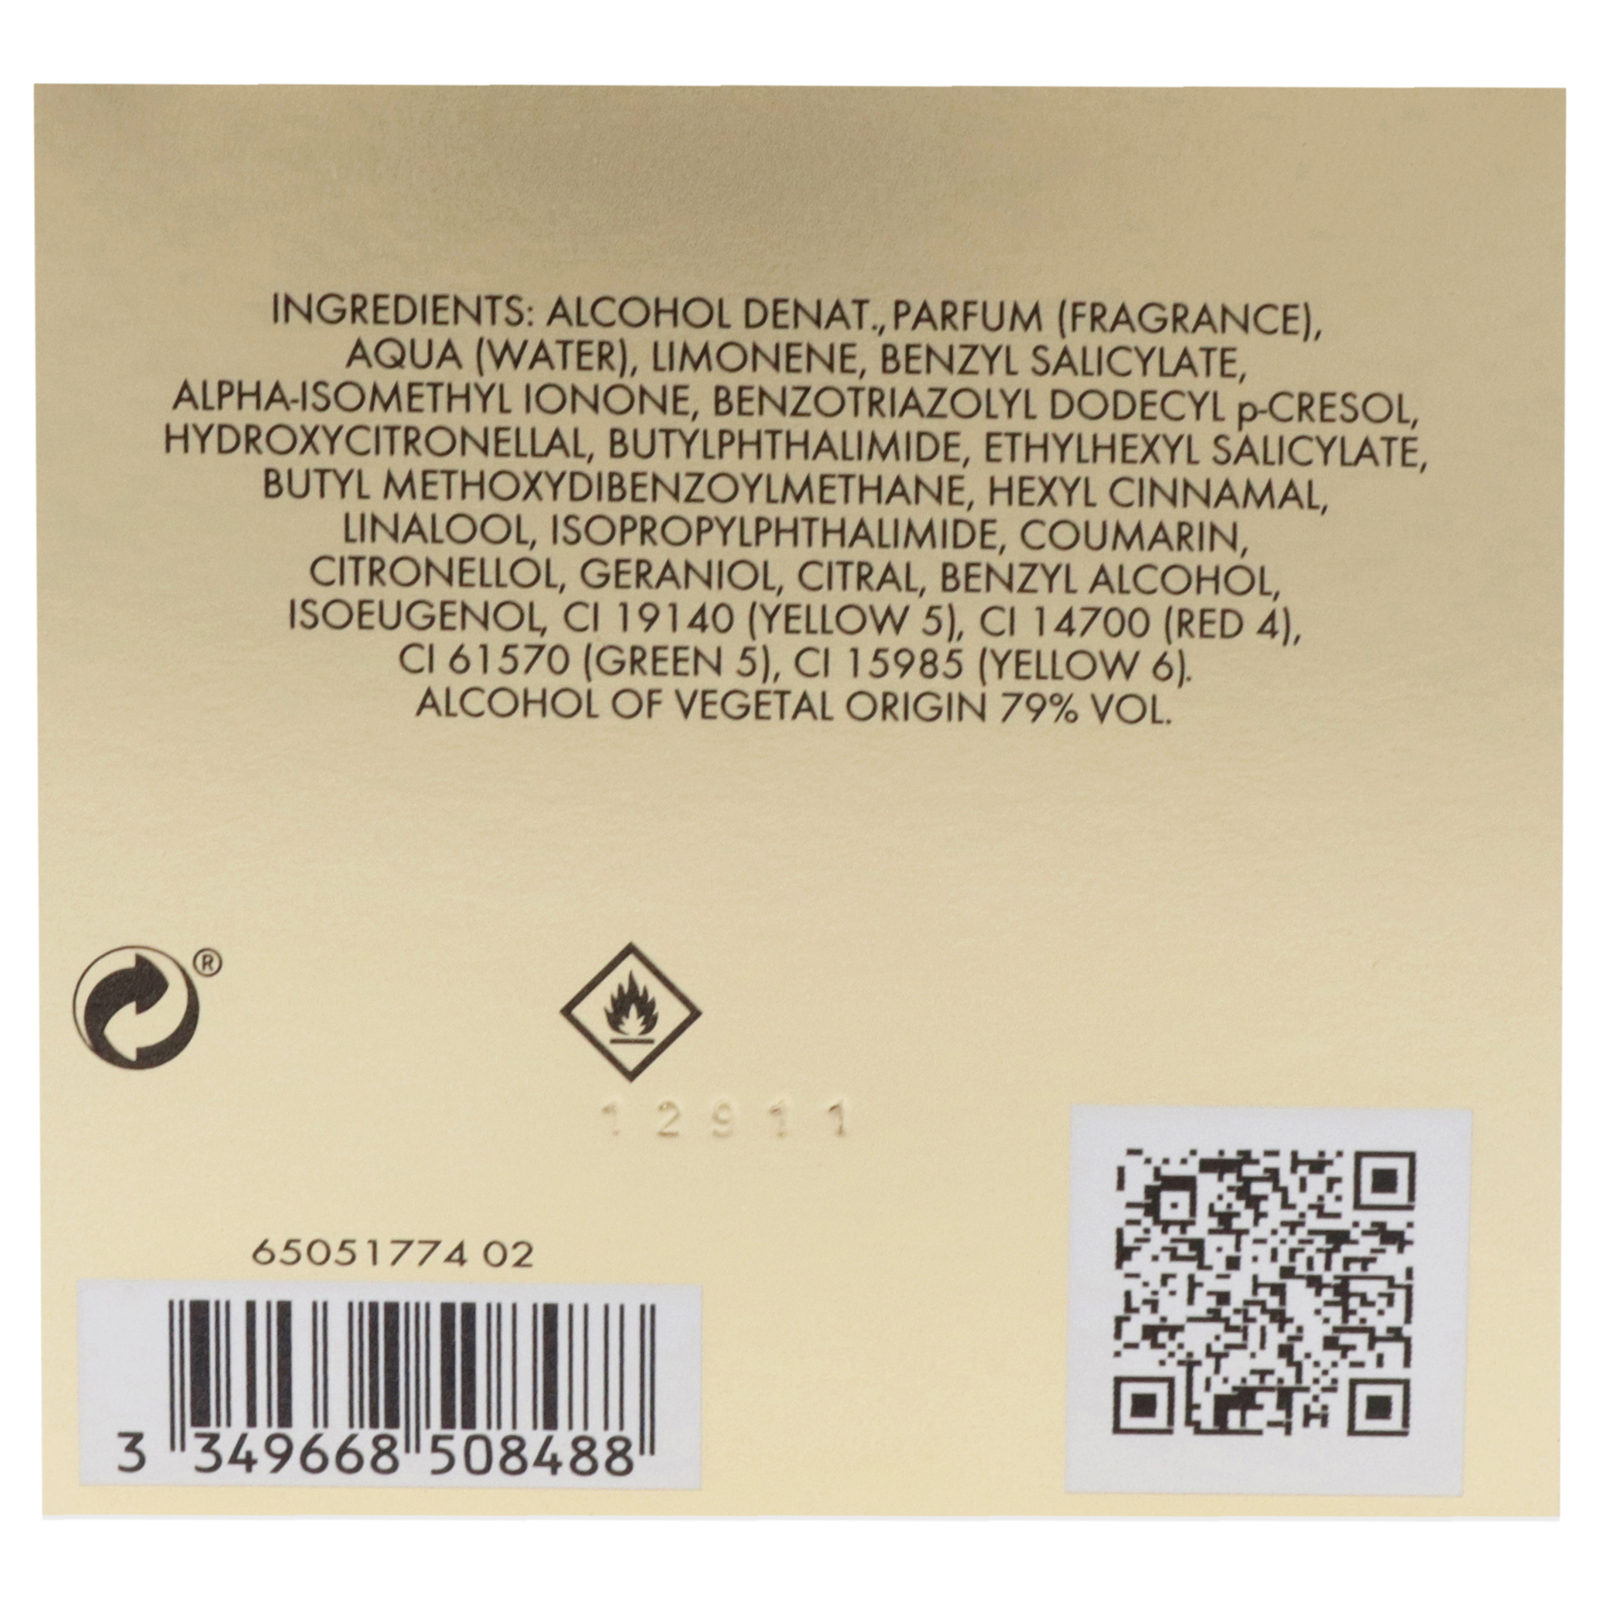 INGREDIENTS: ALCOHOL DENAT., PARFUM (FRAGRANCE),
AQUA (WATER), LIMONENE, BENZYL SALICYLATE,
ALPHA-ISOMETHYL IONONE, BENZOTRIAZOLYL DODECYL p-CRESOL,
HYDROXYCITRONELLAL, BUTYLPHTHALIMIDE, ETHYLHEXYL SALICYLATE,
BUTYL METHOXYDIBENZOYLMETHANE, HEXYL CINNAMAL,
LINALOOL, ISOPROPYLPHTHALIMIDE, COUMARIN,
CITRONELLOL, GERANIOL, CITRAL, BENZYL ALCOHOL,
ISOEUGENOL, CI 19140 (YELLOW 5), CI 14700 (RED 4),
CI 61570 (GREEN 5), CI 15985 (YELLOW 6).
ALCOHOL OF VEGETAL ORIGIN 79% VOL.
®
12911
65051774 02
3 349668 508488